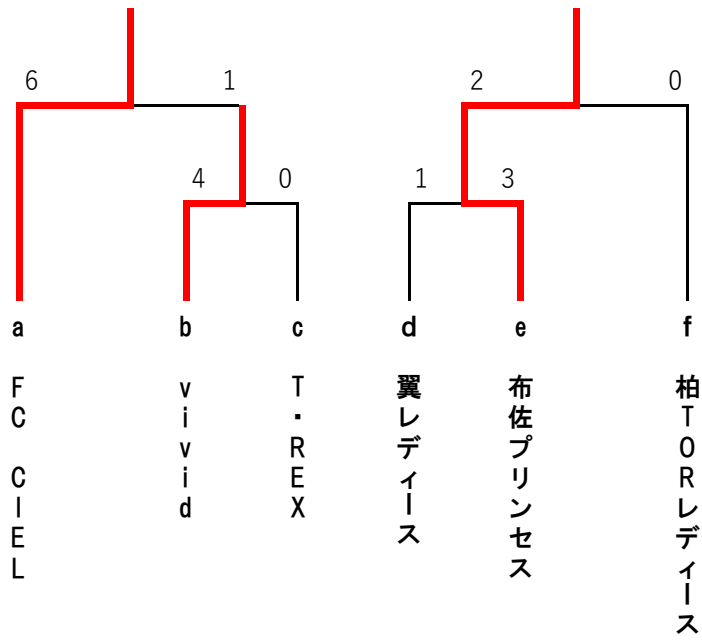 6 1 2 0
4 0 1 3
a b c d e f
FC CIEL
vivid
T・REX
翼レディース
布佐プリンセス
柏TORレディース